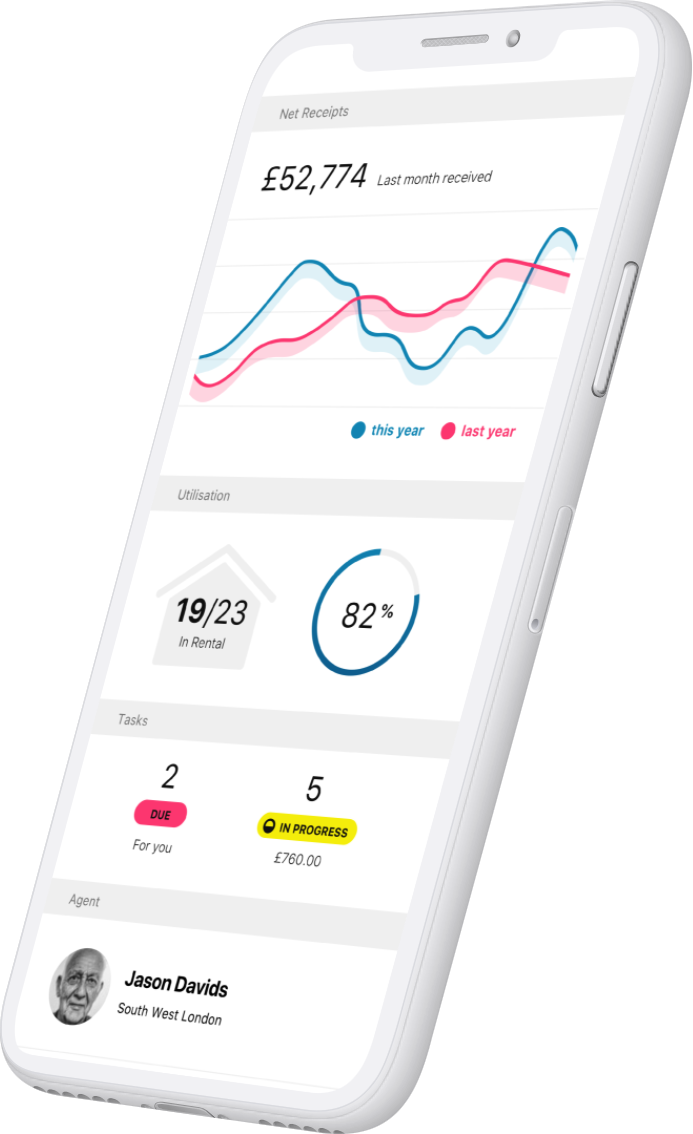 Net Receipts
£52,774 Last month received
this year last year
Utilisation
19/23
In Rental
82%
Tasks
2
DUE
For you
5
IN PROGRESS
£760.00
Agent
Jason Davids
South West London